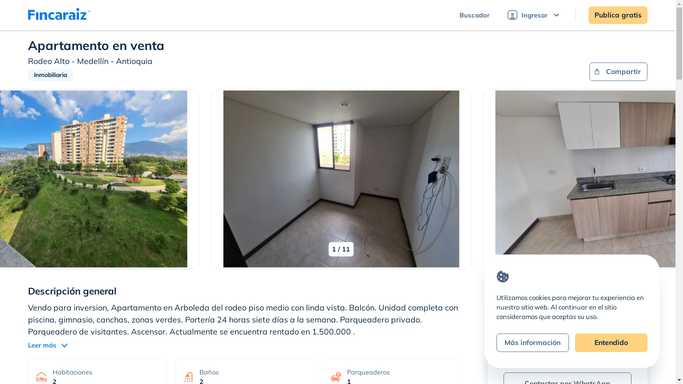 Fincaraiz
Buscador
Ingresar
Publica gratis
Apartamento en venta
Rodeo Alto - Medellín - Antioquia
Inmobiliaria
Compartir
1 / 11
Descripción general
Vendo para inversion, Apartamento en Arboleda del rodeo piso medio con linda vista. Balcón. Unidad completa con
piscina, gimnasio, canchas, zonas verdes. Portería 24 horas siete días a la semana. Parqueadero privado.
Parqueadero de visitantes. Ascensor. Actualmente se encuentra rentado en 1.500.000 .
Leer más
Habitaciones
2
Baños
2
Parqueaderos
1
Utilizamos cookies para mejorar tu experiencia en
nuestro sitio web. Al continuar en el sitio
consideramos que aceptas su uso.
Más información
Entendido
Contactar por WhatsApp